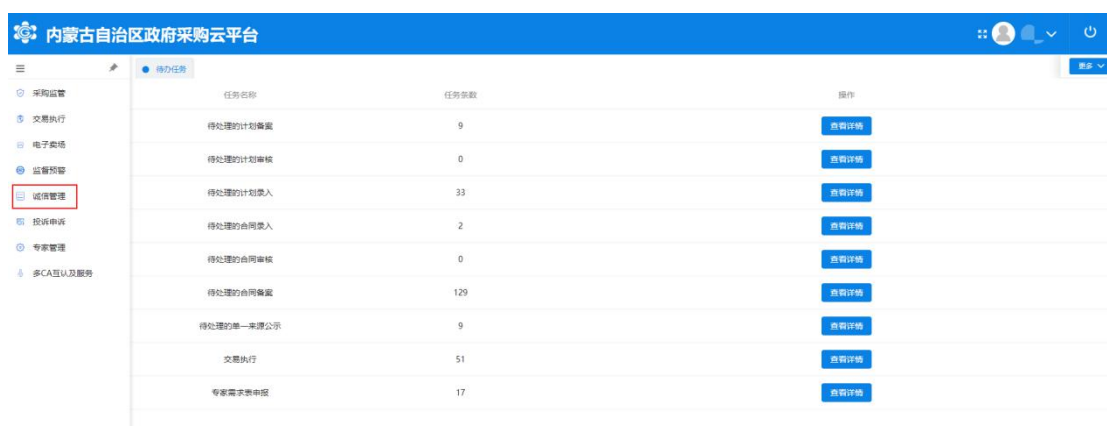 内蒙古自治区政府采购云平台
待办任务
更多
采购监管
交易执行
电子卖场
监督预警
诚信管理
投诉申诉
专家管理
多CA互认及服务
任务名称 任务条数 操作
待处理的计划备案 9 查看详情
待处理的计划审核 0 查看详情
待处理的计划录入 33 查看详情
待处理的合同录入 2 查看详情
待处理的合同审核 0 查看详情
待处理的合同备案 129 查看详情
待处理的单一来源公示 9 查看详情
交易执行 51 查看详情
专家需求表申报 17 查看详情